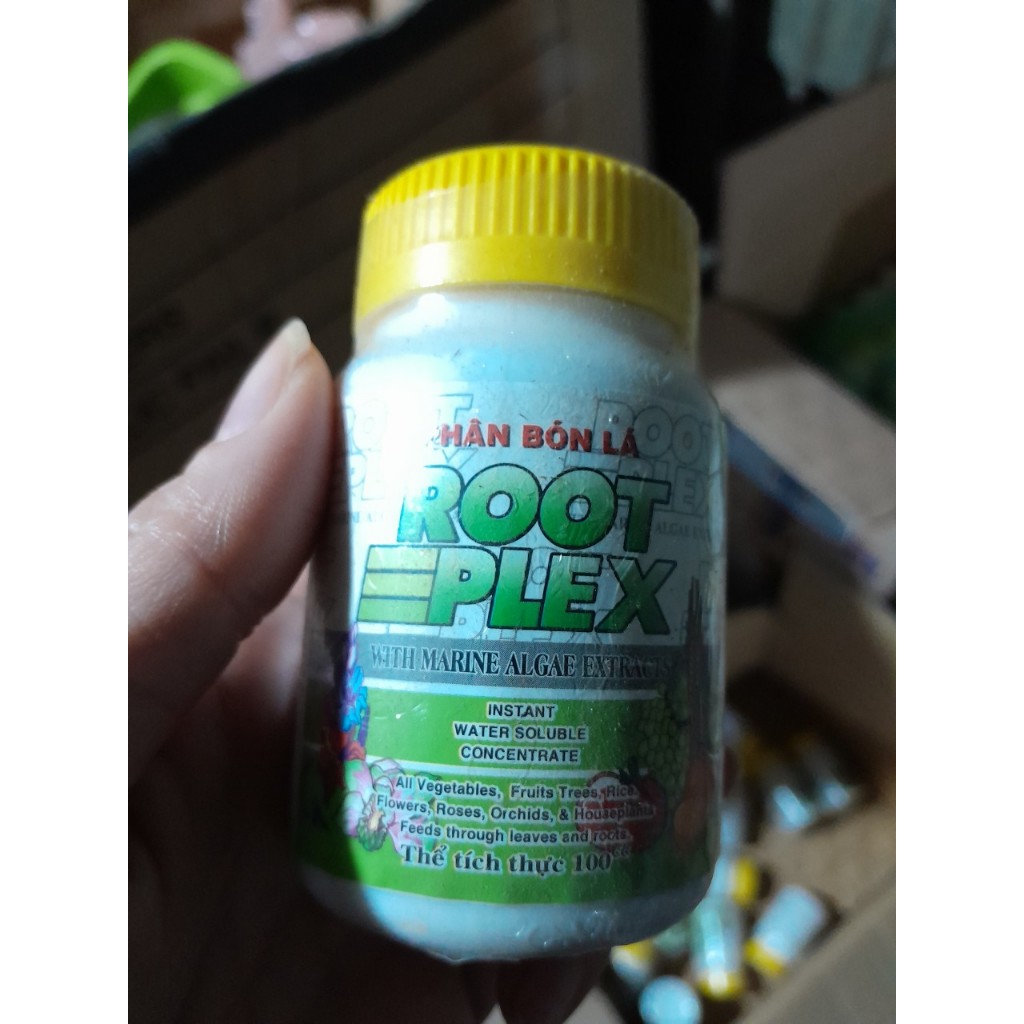 HÂN BÓN LÁ
ROOT
PLEX
WITH MARINE ALGAE EXTRACTS
INSTANT
WATER SOLUBLE
CONCENTRATE
All Vegetables, Fruits Trees, Rice,
Flowers, Roses, Orchids, & Houseplants
Feeds through leaves and roots.
Thể tích thực 100cc